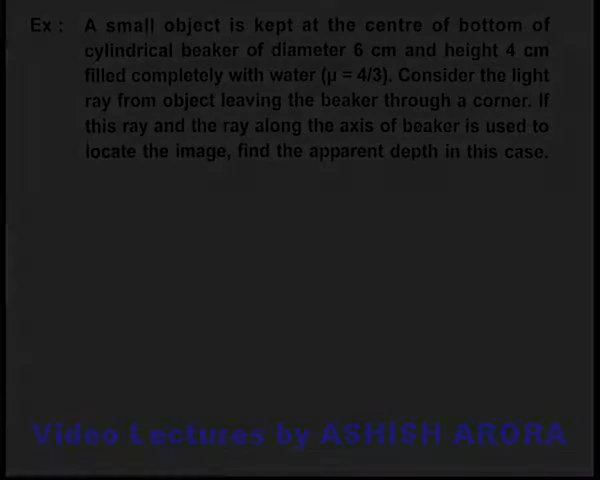 Ex : A small object is kept at the centre of bottom of
cylindrical beaker of diameter 6 cm and height 4 cm
filled completely with water (μ = 4/3). Consider the light
ray from object leaving the beaker through a corner. If
this ray and the ray along the axis of beaker is used to
locate the image, find the apparent depth in this case.
Video Lectures by ASHISH ARORA